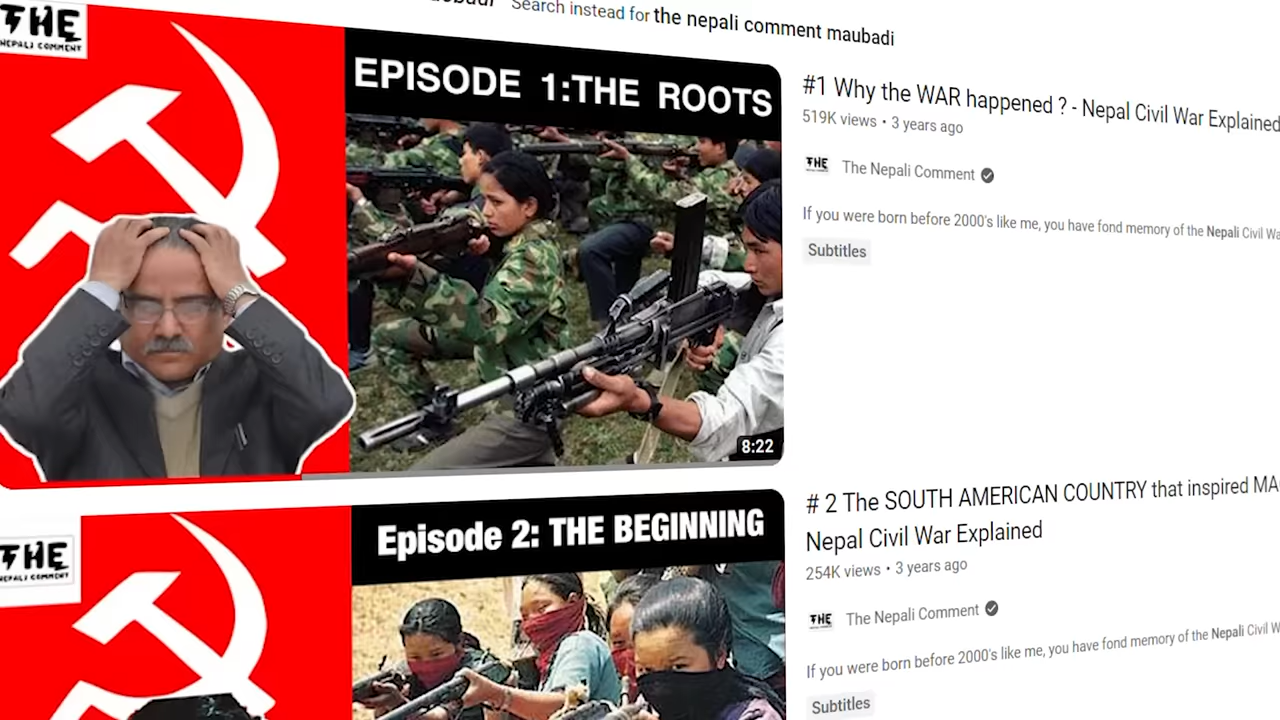 Search instead for the nepali comment maubadi
THE
NEPALI COMMENT
EPISODE 1:THE ROOTS
8:22
#1 Why the WAR happened ? - Nepal Civil War Explained
519K views • 3 years ago
THE
The Nepali Comment
If you were born before 2000's like me, you have fond memory of the Nepali Civil
Subtitles
THE
NEPALI COMMENT
Episode 2: THE BEGINNING
# 2 The SOUTH AMERICAN COUNTRY that inspired
Nepal Civil War Explained
254K views • 3 years ago
THE
The Nepali Comment
If you were born before 2000's like me, you have fond memory of the Nepali Civil
Subtitles